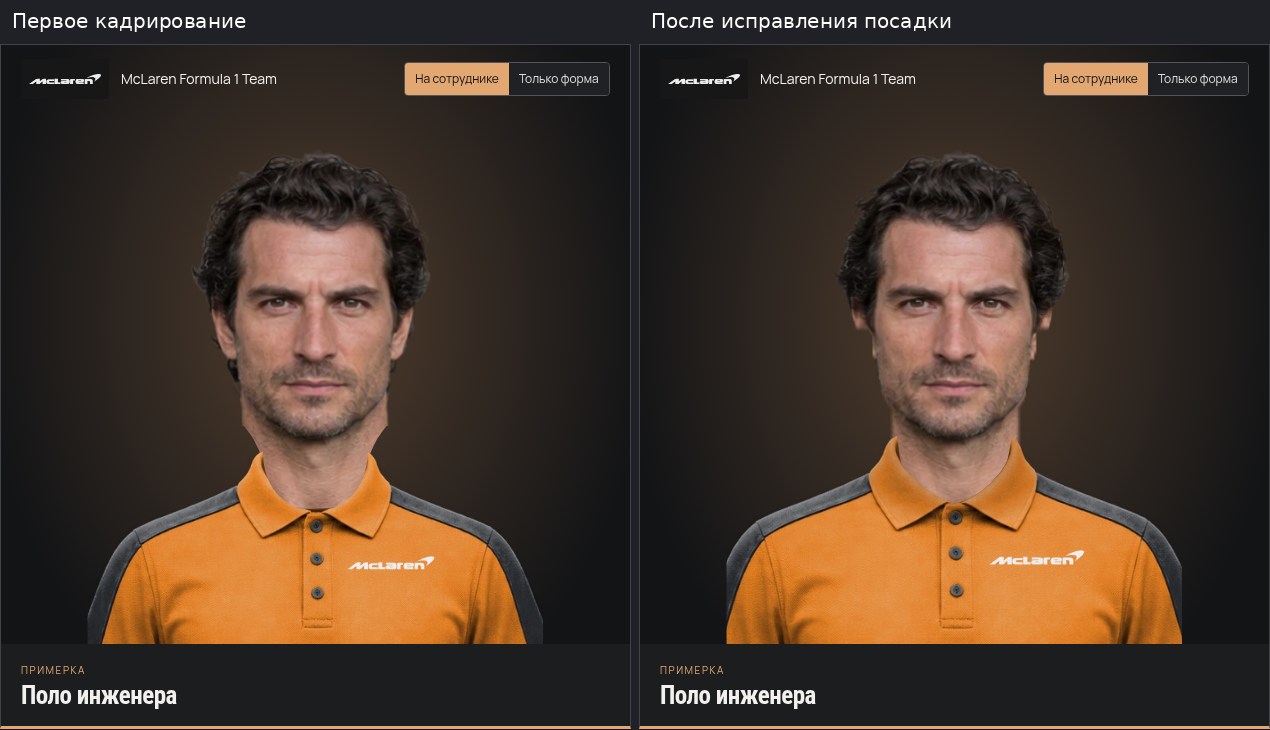 Первое кадрирование
McLaren
McLaren Formula 1 Team
На сотруднике
Только форма
McLaren
ПРИМЕРКА
Поло инженера
После исправления посадки
McLaren
McLaren Formula 1 Team
На сотруднике
Только форма
McLaren
ПРИМЕРКА
Поло инженера